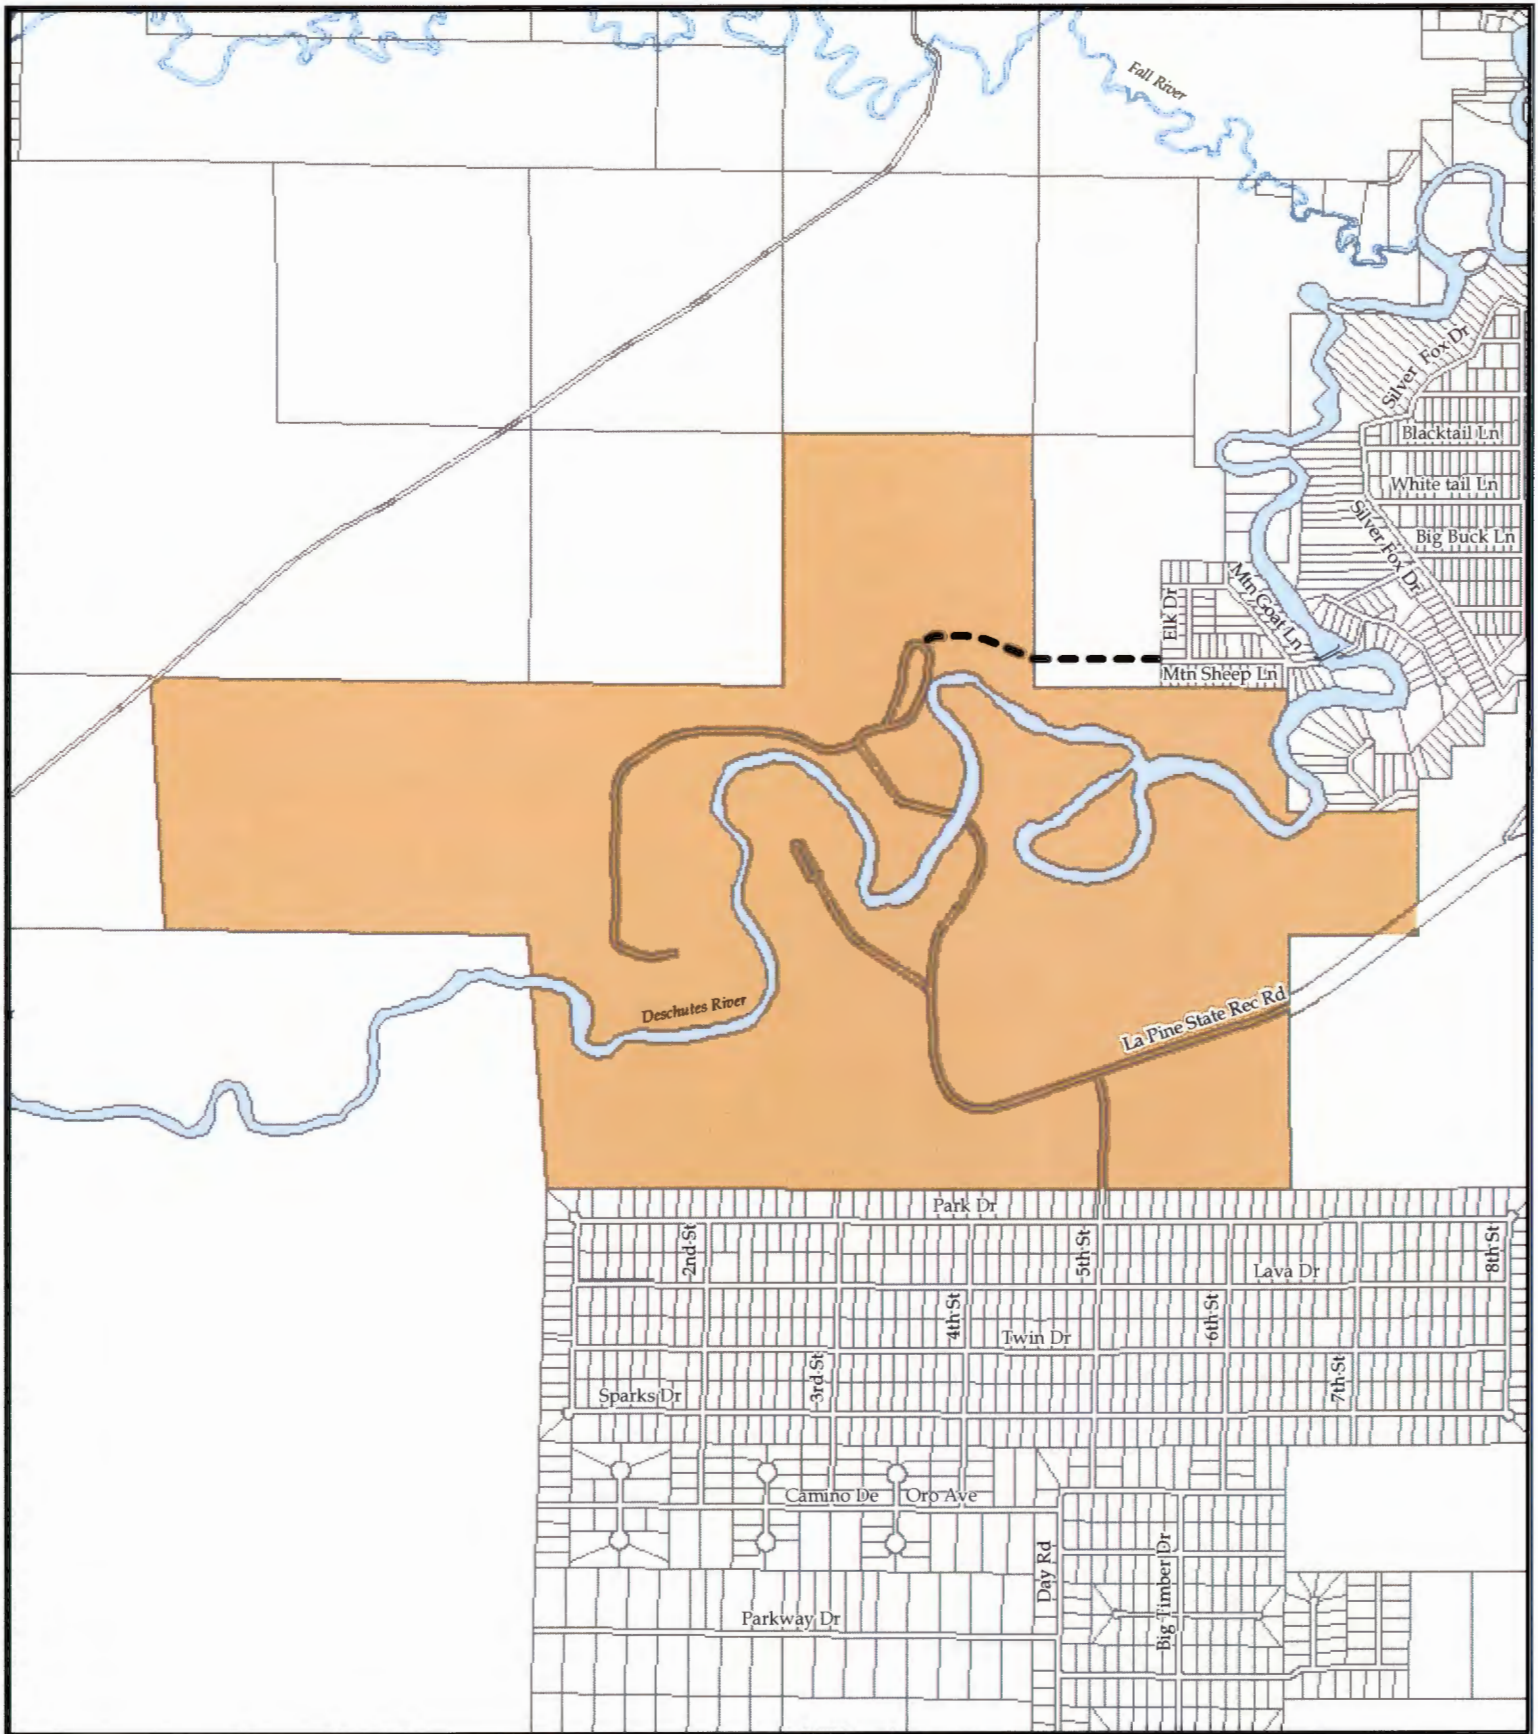 Fall River
Silver Fox Dr
Blacktail Ln
White tail Ln
Silver Fox Dr
Big Buck Ln
Mtn Goat Ln
Elk Dr
Mtn Sheep Ln
Deschutes River
La Pine State Rec Rd
Park Dr
2nd St
5th St
8th St
Lava Dr
4th St
6th St
Twin Dr
3rd St
7th St
Sparks Dr
Camino De Oro Ave
Day Rd
Big Timber Dr
Parkway Dr